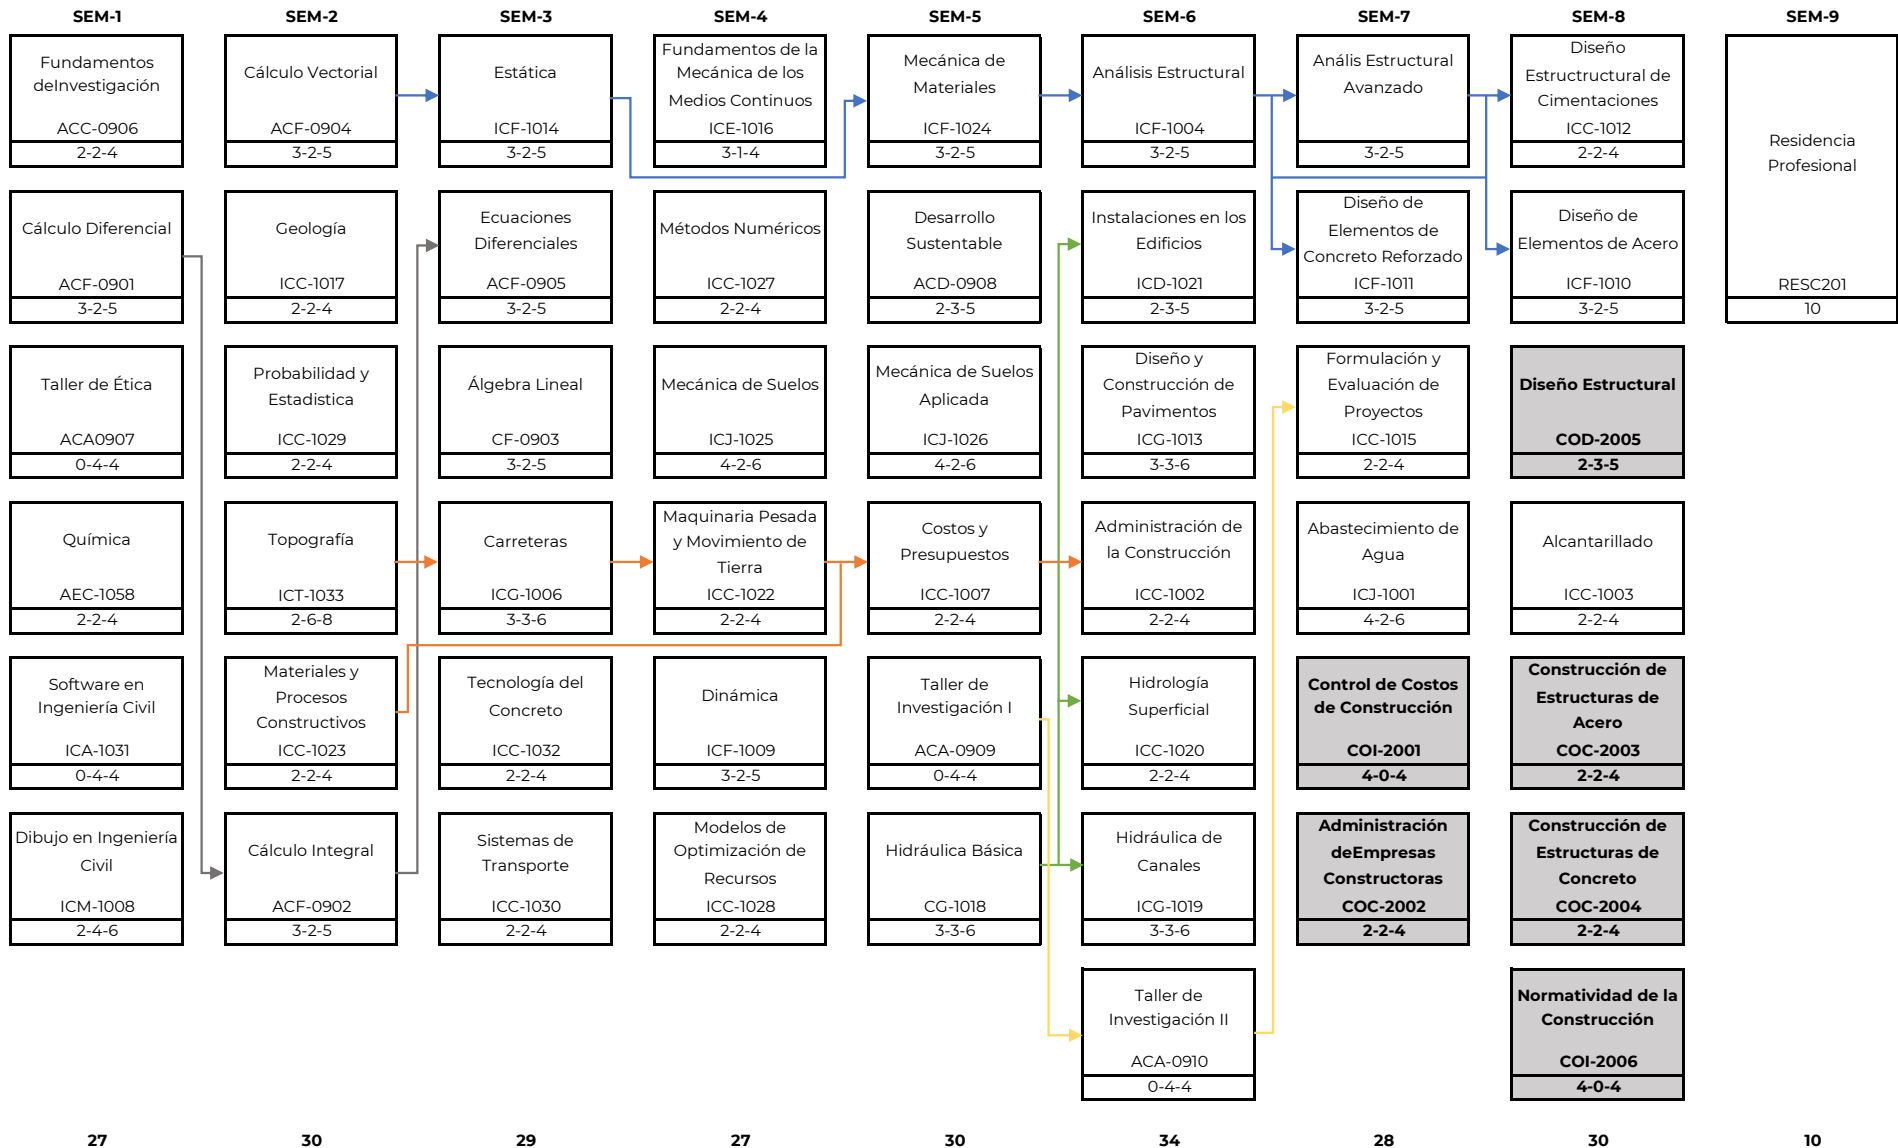 SEM-1
SEM-2
SEM-3
SEM-4
SEM-5
SEM-6
SEM-7
SEM-8
SEM-9
Fundamentos
deInvestigación
ACC-0906
2-2-4
Cálculo Vectorial
ACF-0904
3-2-5
Estática
ICF-1014
3-2-5
Fundamentos de la
Mecánica de los
Medios Continuos
ICE-1016
3-1-4
Mecánica de
Materiales
ICF-1024
3-2-5
Análisis Estructural
ICF-1004
3-2-5
Anális Estructural
Avanzado
3-2-5
Diseño
Estructructural de
Cimentaciones
ICC-1012
2-2-4
Residencia
Profesional
RESC201
10
Cálculo Diferencial
ACF-0901
3-2-5
Geología
ICC-1017
2-2-4
Ecuaciones
Diferenciales
ACF-0905
3-2-5
Métodos Numéricos
ICC-1027
2-2-4
Desarrollo
Sustentable
ACD-0908
2-3-5
Instalaciones en los
Edificios
ICD-1021
2-3-5
Diseño de
Elementos de
Concreto Reforzado
ICF-1011
3-2-5
Diseño de
Elementos de Acero
ICF-1010
3-2-5
Taller de Ética
ACA0907
0-4-4
Probabilidad y
Estadistica
ICC-1029
2-2-4
Álgebra Lineal
CF-0903
3-2-5
Mecánica de Suelos
ICJ-1025
4-2-6
Mecánica de Suelos
Aplicada
ICJ-1026
4-2-6
Diseño y
Construcción de
Pavimentos
ICG-1013
3-3-6
Formulación y
Evaluación de
Proyectos
ICC-1015
2-2-4
Diseño Estructural
COD-2005
2-3-5
Química
AEC-1058
2-2-4
Topografía
ICT-1033
2-6-8
Carreteras
ICG-1006
3-3-6
Maquinaria Pesada
y Movimiento de
Tierra
ICC-1022
2-2-4
Costos y
Presupuestos
ICC-1007
2-2-4
Administración de
la Construcción
ICC-1002
2-2-4
Abastecimiento de
Agua
ICJ-1001
4-2-6
Alcantarillado
ICC-1003
2-2-4
Software en
Ingeniería Civil
ICA-1031
0-4-4
Materiales y
Procesos
Constructivos
ICC-1023
2-2-4
Tecnología del
Concreto
ICC-1032
2-2-4
Dinámica
ICF-1009
3-2-5
Taller de
Investigación I
ACA-0909
0-4-4
Hidrología
Superficial
ICC-1020
2-2-4
Control de Costos
de Construcción
COI-2001
4-0-4
Construcción de
Estructuras de
Acero
COC-2003
2-2-4
Dibujo en Ingeniería
Civil
ICM-1008
2-4-6
Cálculo Integral
ACF-0902
3-2-5
Sistemas de
Transporte
ICC-1030
2-2-4
Modelos de
Optimización de
Recursos
ICC-1028
2-2-4
Hidráulica Básica
CG-1018
3-3-6
Hidráulica de
Canales
ICG-1019
3-3-6
Administración
deEmpresas
Constructoras
COC-2002
2-2-4
Construcción de
Estructuras de
Concreto
COC-2004
2-2-4
Taller de
Investigación II
ACA-0910
0-4-4
Normatividad de la
Construcción
COI-2006
4-0-4
27
30
29
27
30
34
28
30
10